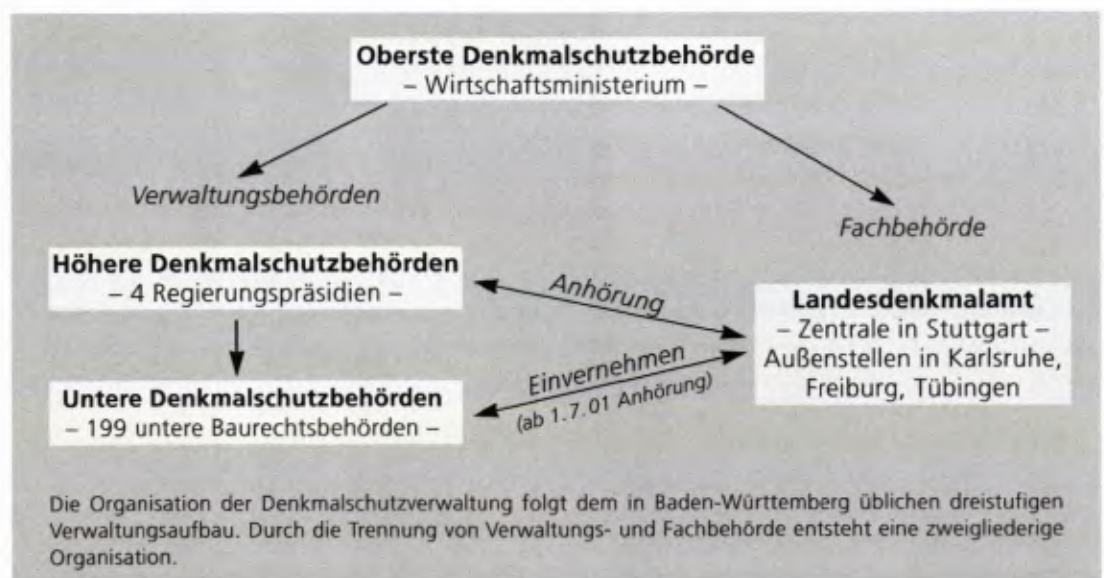 Oberste Denkmalschutzbehörde
– Wirtschaftsministerium –
Verwaltungsbehörden
Fachbehörde
Höhere Denkmalschutzbehörden
– 4 Regierungspräsidien –
Anhörung
Landesdenkmalamt
– Zentrale in Stuttgart –
Außenstellen in Karlsruhe,
Freiburg, Tübingen
Einvernehmen
(ab 1.7.01 Anhörung)
Untere Denkmalschutzbehörden
– 199 untere Baurechtsbehörden –
Die Organisation der Denkmalschutzverwaltung folgt dem in Baden-Württemberg üblichen dreistufigen
Verwaltungsaufbau. Durch die Trennung von Verwaltungs- und Fachbehörde entsteht eine zweigliederige
Organisation.